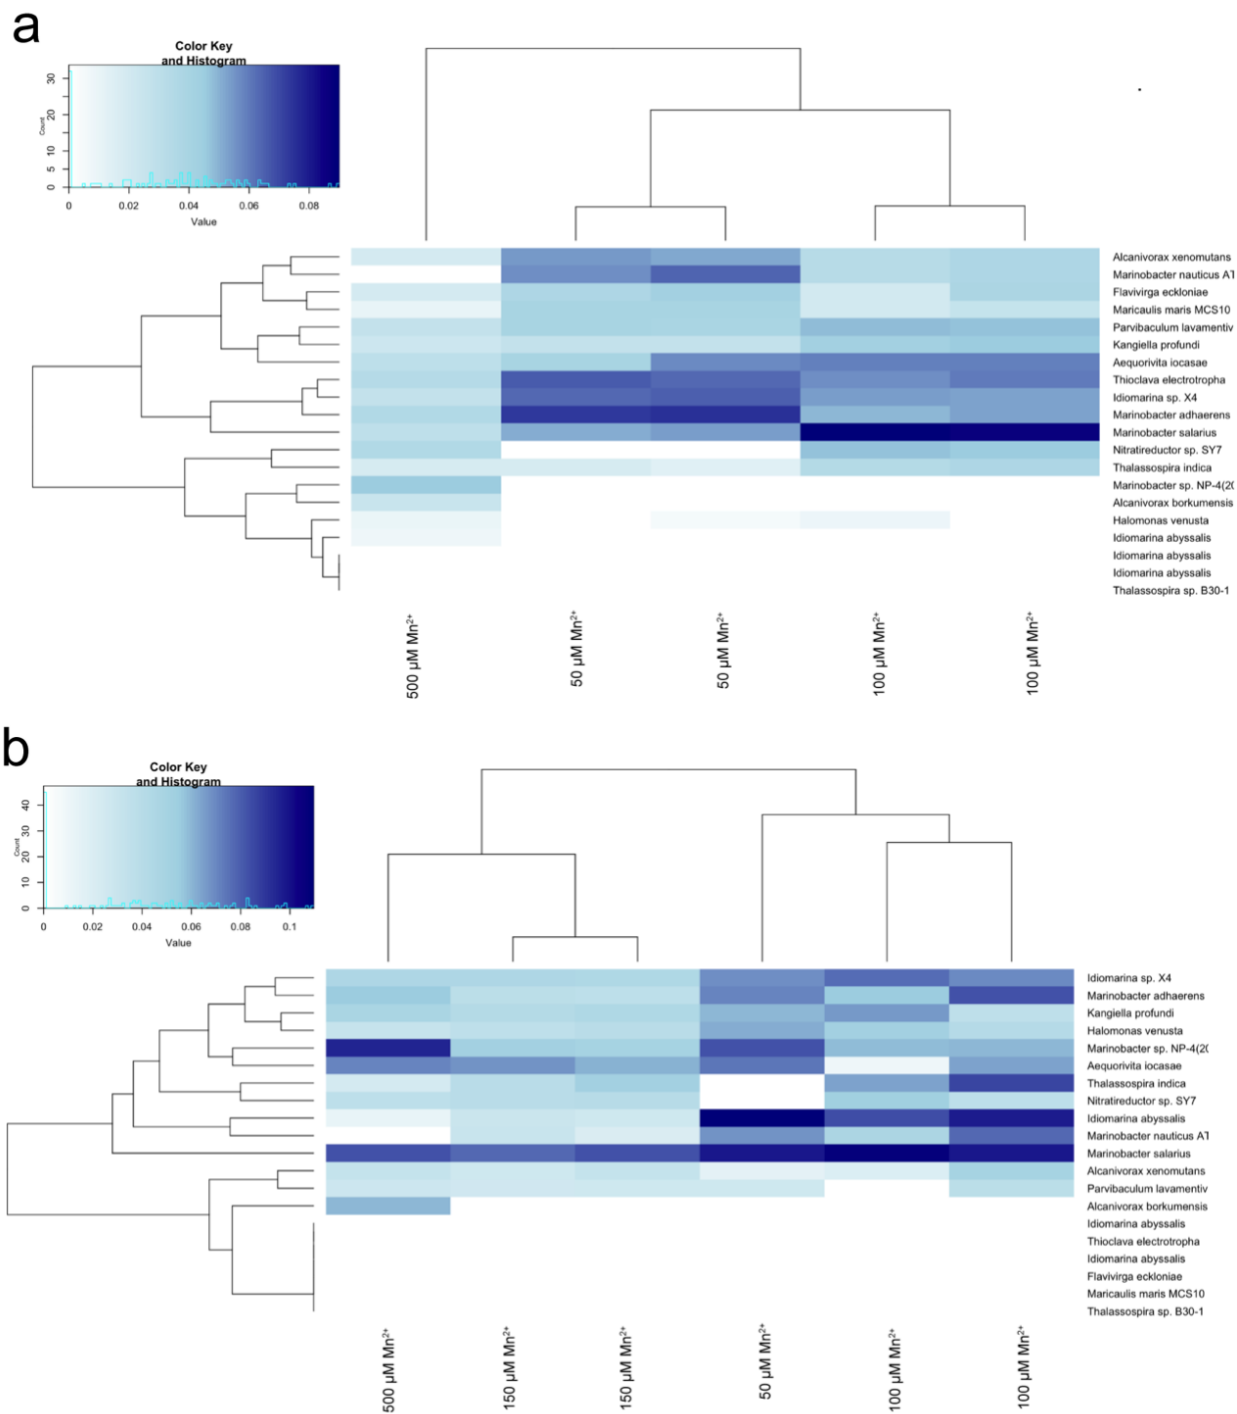 a
Color Key
and Histogram
Count
0 5 10 20 30
0 0.02 0.04 0.06 0.08
Value
Alcanivorax xenomutans
Marinobacter nauticus AT
Flavivirga eckloniae
Maricaulis maris MCS10
Parvibaculum lavamentiv
Kangiella profundi
Aequorivita iocasae
Thioclava electrotropha
Idiomarina sp. X4
Marinobacter adhaerens
Marinobacter salarius
Nitratireductor sp. SY7
Thalassospira indica
Marinobacter sp. NP-4(20
Alcanivorax borkumensis
Halomonas venusta
Idiomarina abyssalis
Idiomarina abyssalis
Idiomarina abyssalis
Thalassospira sp. B30-1
500 µM Mn²⁺
50 µM Mn²⁺
50 µM Mn²⁺
100 µM Mn²⁺
100 µM Mn²⁺
b
Color Key
and Histogram
Count
0 10 20 30 40
0 0.02 0.04 0.06 0.08 0.1
Value
Idiomarina sp. X4
Marinobacter adhaerens
Kangiella profundi
Halomonas venusta
Marinobacter sp. NP-4(20
Aequorivita iocasae
Thalassospira indica
Nitratireductor sp. SY7
Idiomarina abyssalis
Marinobacter nauticus AT
Marinobacter salarius
Alcanivorax xenomutans
Parvibaculum lavamentiv
Alcanivorax borkumensis
Idiomarina abyssalis
Thioclava electrotropha
Idiomarina abyssalis
Flavivirga eckloniae
Maricaulis maris MCS10
Thalassospira sp. B30-1
500 µM Mn²⁺
150 µM Mn²⁺
150 µM Mn²⁺
50 µM Mn²⁺
100 µM Mn²⁺
100 µM Mn²⁺